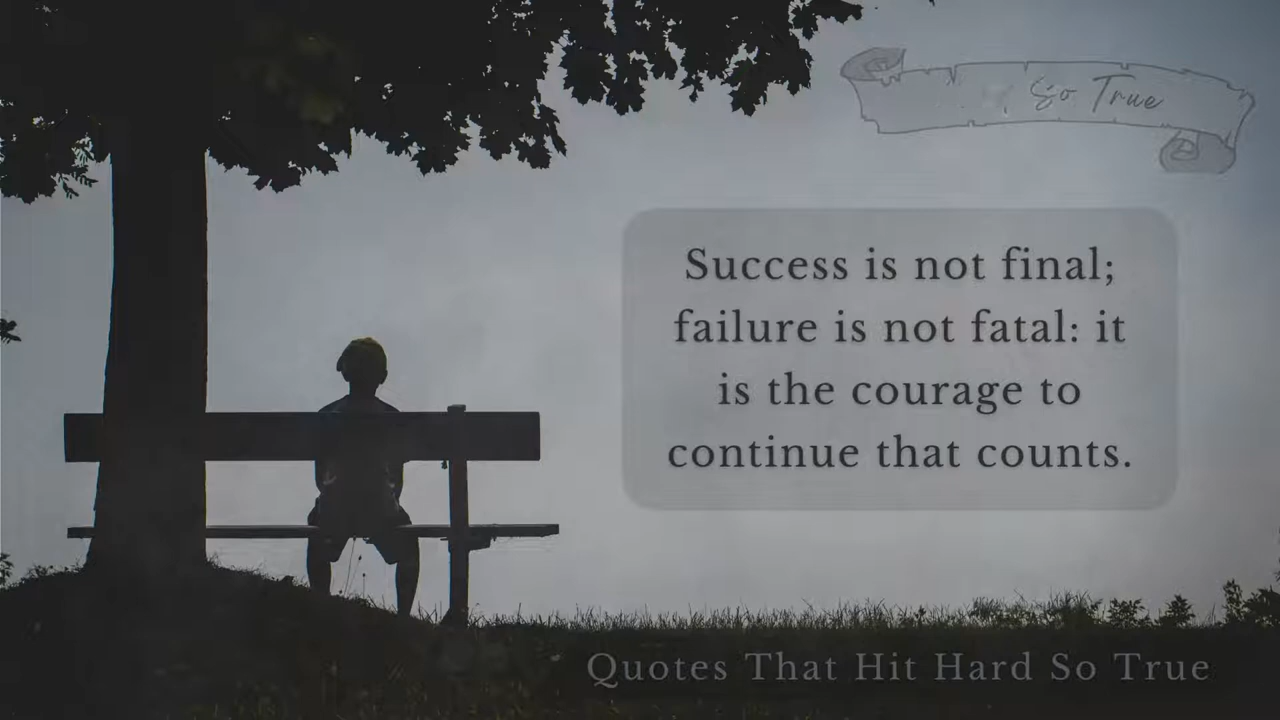 So True
Success is not final;
failure is not fatal: it
is the courage to
continue that counts.
Quotes That Hit Hard So True